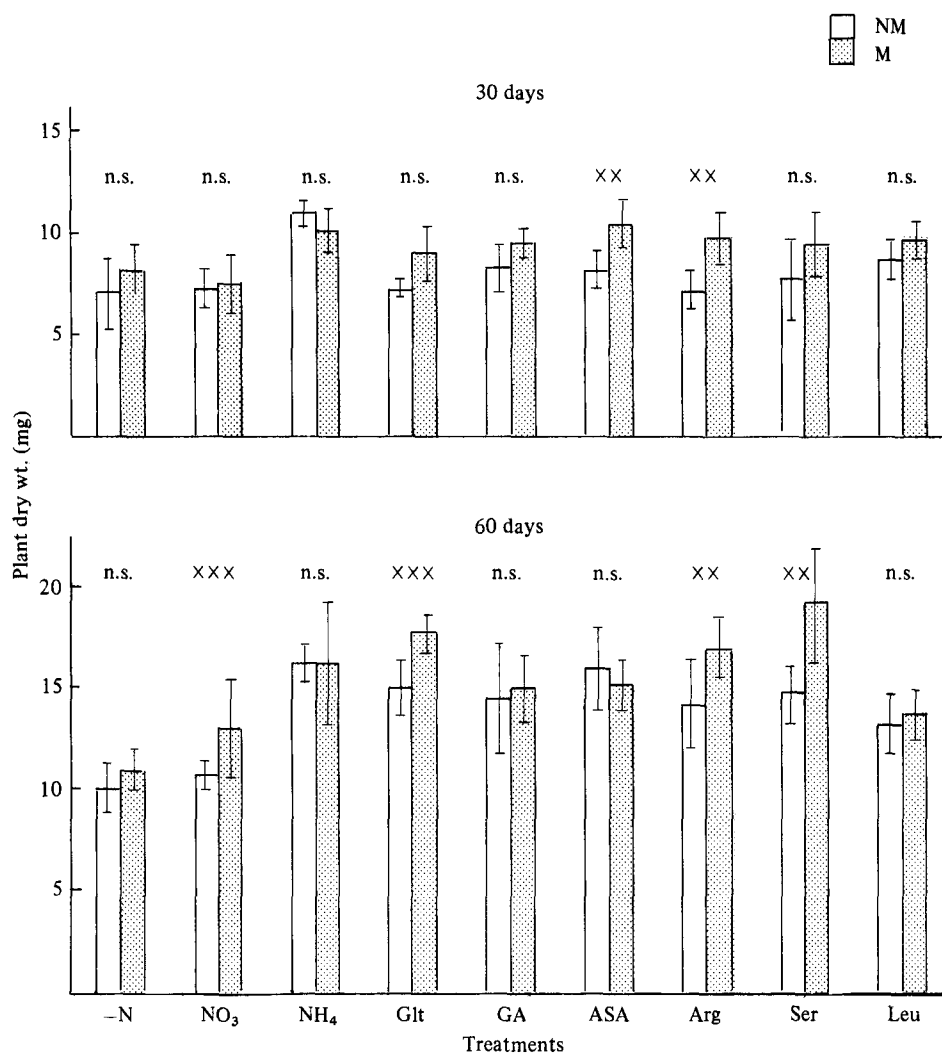 NM
M
30 days
15
n.s. n.s. n.s. n.s. n.s. ×× ×× n.s. n.s.
10
5
Plant dry wt. (mg)
60 days
n.s. ××× n.s. ××× n.s. n.s. ×× ×× n.s.
20
15
10
5
–N NO₃ NH₄ Glt GA ASA Arg Ser Leu
Treatments